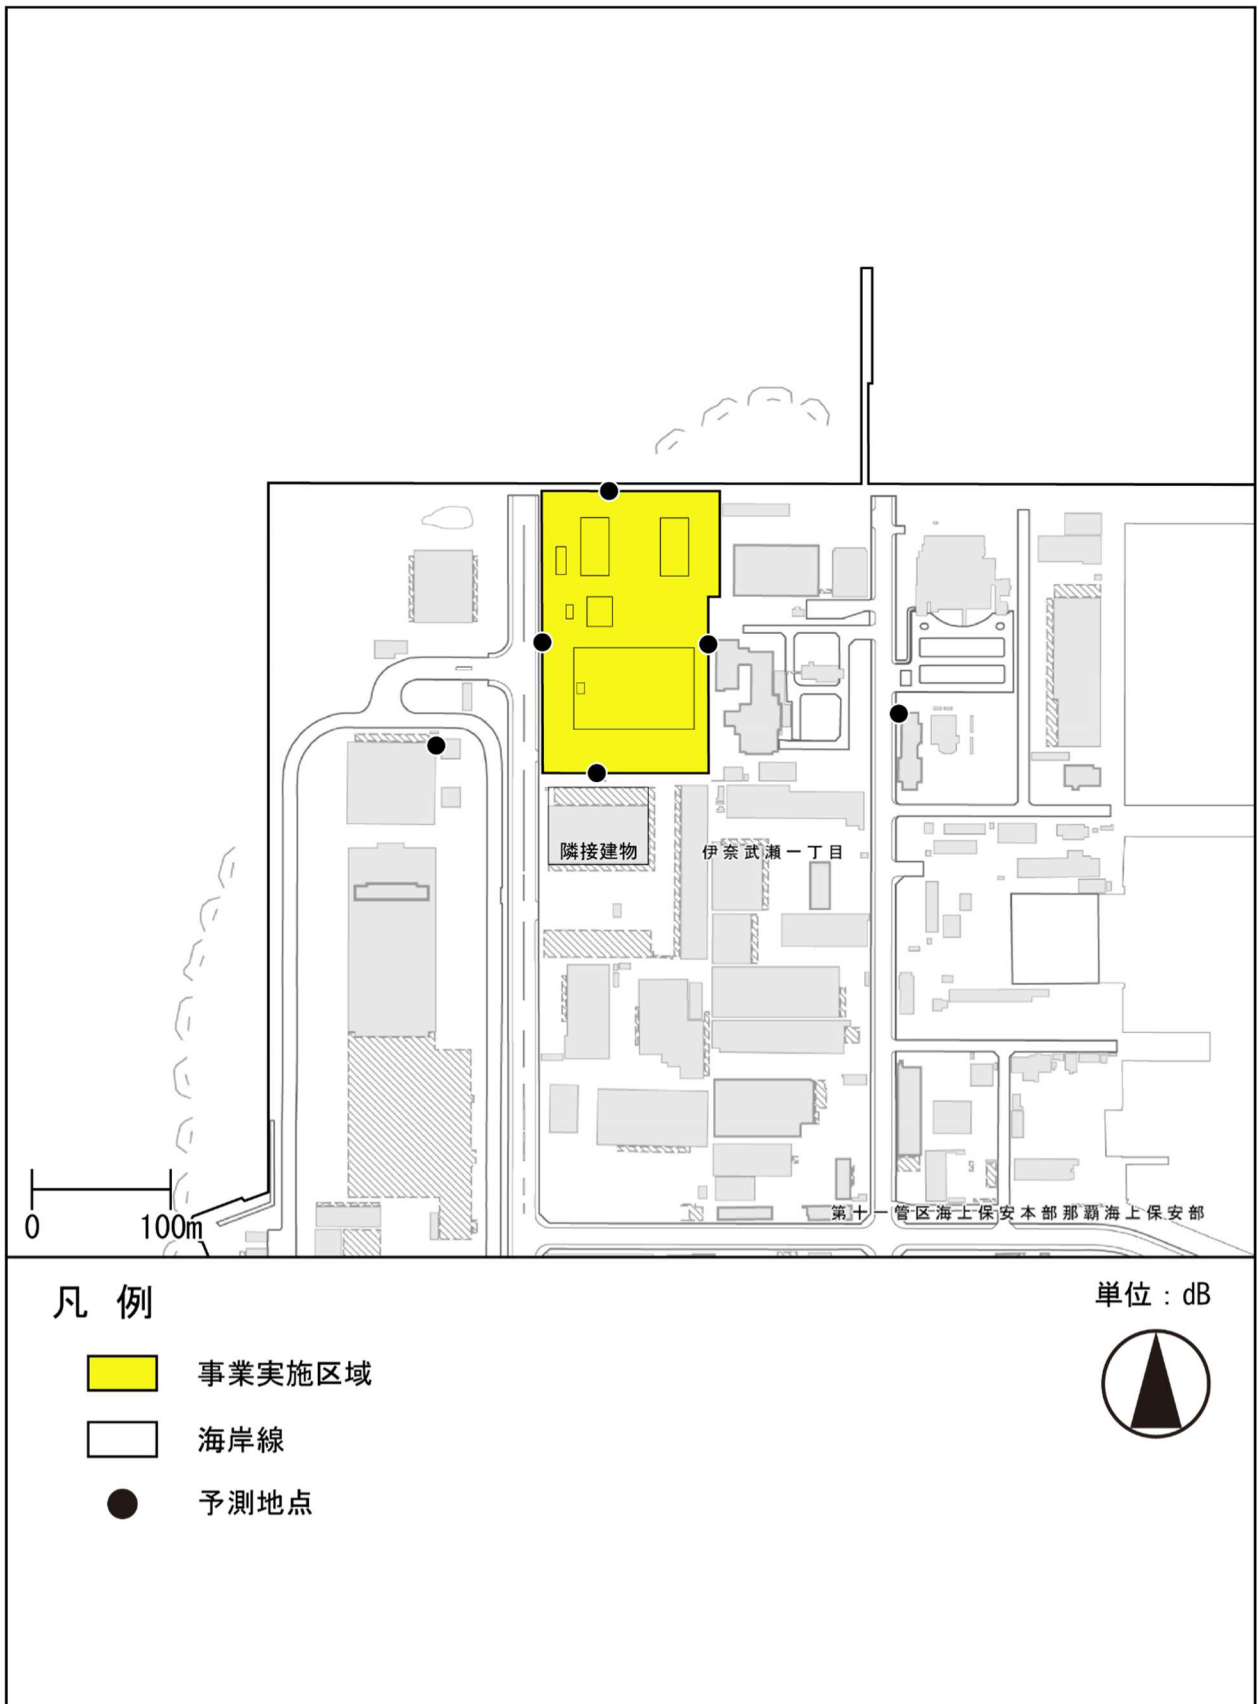 隣接建物
伊奈武瀬一丁目
0 100m
第十一管区海上保安本部那覇海上保安部
凡 例
単位：dB
事業実施区域
海岸線
予測地点